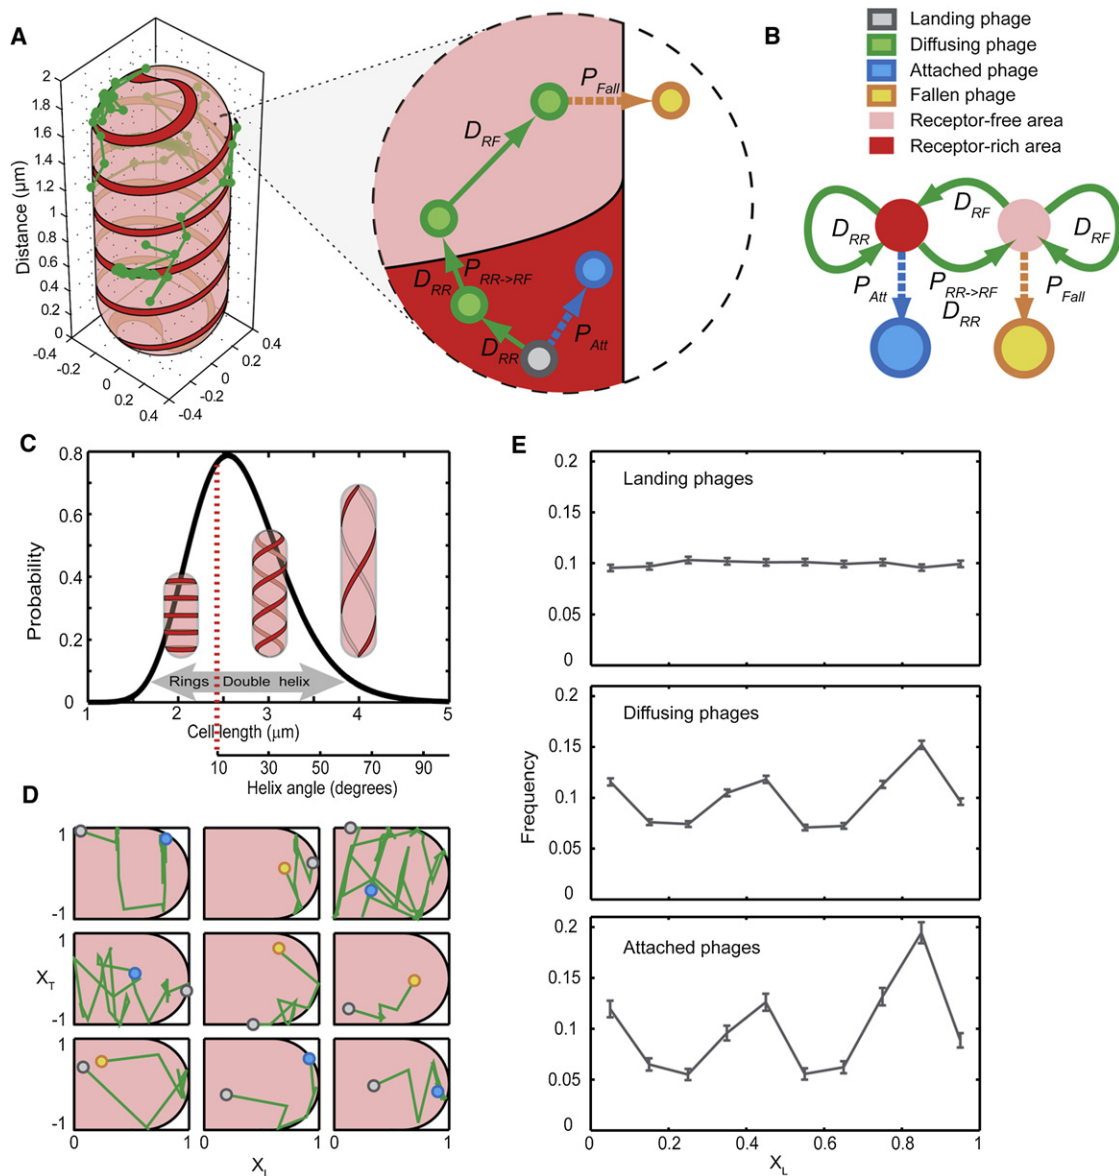 A
Distance (µm)
2
1.8
1.6
1.4
1.2
1
0.8
0.6
0.4
0.2
0
-0.4
-0.2
0
0.2
0.4
-0.4
-0.2
0
0.2
0.4
P_Fall
D_RF
D_RR
P_RR->RF
D_RR
P_Att
B
Landing phage
Diffusing phage
Attached phage
Fallen phage
Receptor-free area
Receptor-rich area
D_RR
D_RF
D_RF
P_Att
P_RR->RF
D_RR
P_Fall
C
Probability
0.8
0.6
0.4
0.2
0
Rings
Double helix
1
2
3
4
5
Cell length (µm)
10
30
50
70
90
Helix angle (degrees)
D
1
-1
X_T
1
-1
1
-1
0
1
0
1
0
1
X_L
E
Frequency
Landing phages
0.2
0.15
0.1
0.05
0
Diffusing phages
0.2
0.15
0.1
0.05
0
Attached phages
0.2
0.15
0.1
0.05
0
0
0.2
0.4
0.6
0.8
1
X_L